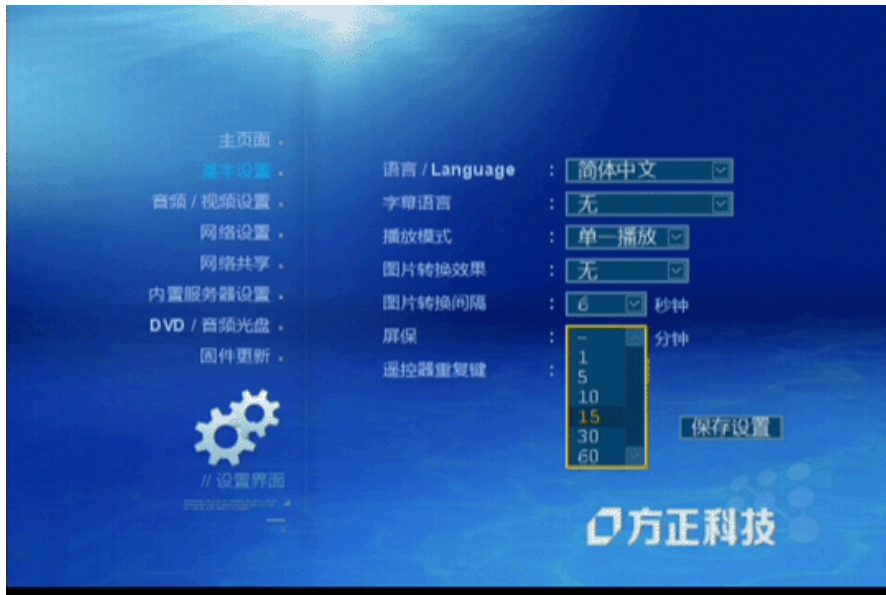 主页面
基本设置
音频 / 视频设置
网络设置
网络共享
内置服务器设置
DVD / 音频光盘
固件更新
// 设置界面
语言 / Language : 简体中文
字幕语言 : 无
播放模式 : 单一播放
图片转换效果 : 无
图片转换间隔 : 6 秒钟
屏保 : – 分钟
1
遥控器重复键 :
5
10
15
30
60
保存设置
方正科技